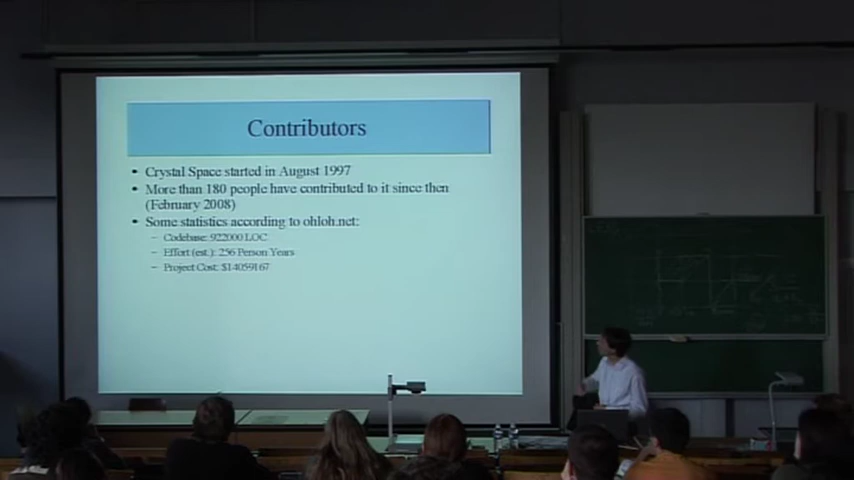 Contributors
• Crystal Space started in August 1997
• More than 180 people have contributed to it since then
(February 2008)
• Some statistics according to ohloh.net:
– Codebase: 922000 LOC
– Effort (est.): 256 Person Years
– Project Cost: $14059167